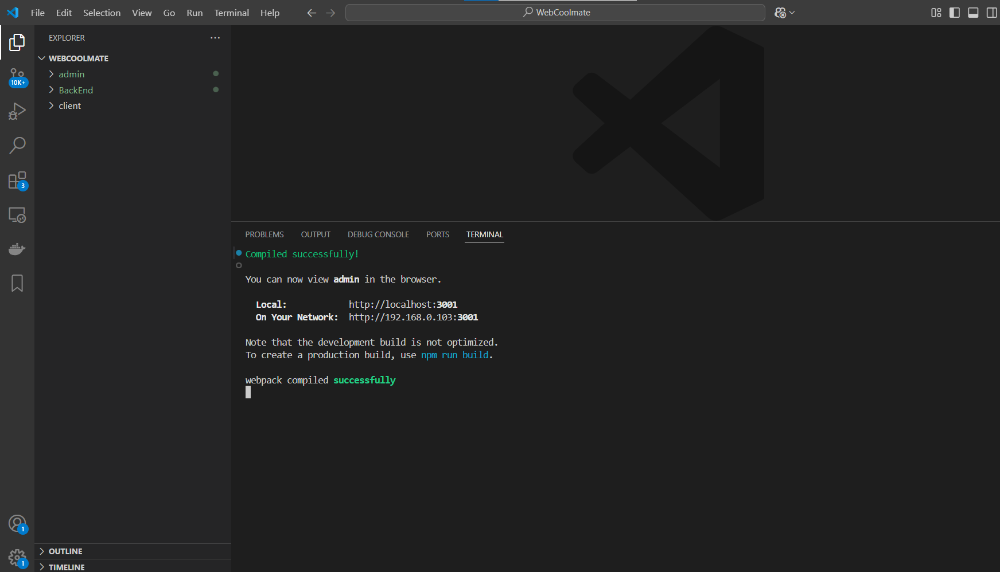 File Edit Selection View Go Run Terminal Help
WebCoolmate
EXPLORER
WEBCOOLMATE
admin
10K+
BackEnd
client
3
PROBLEMS OUTPUT DEBUG CONSOLE PORTS TERMINAL
Compiled successfully!
You can now view admin in the browser.
Local: http://localhost:3001
On Your Network: http://192.168.0.103:3001
Note that the development build is not optimized.
To create a production build, use npm run build.
webpack compiled successfully
1
OUTLINE
1
TIMELINE